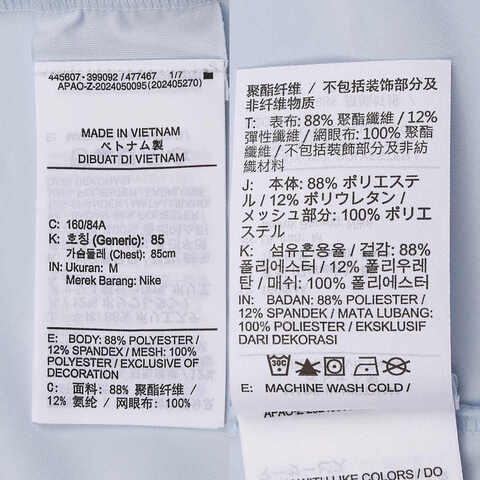 445607-399092 / 477467 1/7
APAO-Z-2024050095 (202405270)
MADE IN VIETNAM
ベトナム製
DIBUAT DI VIETNAM
C: 160/84A
K: 호칭 (Generic): 85
가슴둘레 (Chest): 85cm
IN: Ukuran: M
Merek Barang: Nike
E: BODY: 88% POLYESTER/
12% SPANDEX / MESH: 100%
POLYESTER / EXCLUSIVE OF
DECORATION
C: 面料: 88% 聚酯纤维 /
12% 氨纶 / 网眼布: 100%
聚酯纤维 / 不包括装饰部分及
非纤维物质
T: 表布: 88% 聚酯纖維 / 12%
彈性纖維 / 網眼布: 100% 聚酯
纖維 / 不包括裝飾部分及非紡
織材料
J: 本体: 88% ポリエステ
ル / 12% ポリウレタン /
メッシュ部分: 100% ポリエ
ステル
K: 섬유혼용율 / 겉감: 88%
폴리에스터 / 12% 폴리우레
탄 / 매쉬: 100% 폴리에스터
IN: BADAN: 88% POLIESTER /
12% SPANDEK / MATA LUBANG:
100% POLIESTER / EKSKLUSIF
DARI DEKORASI
E: MACHINE WASH COLD /
WITH LIKE COLORS / DO